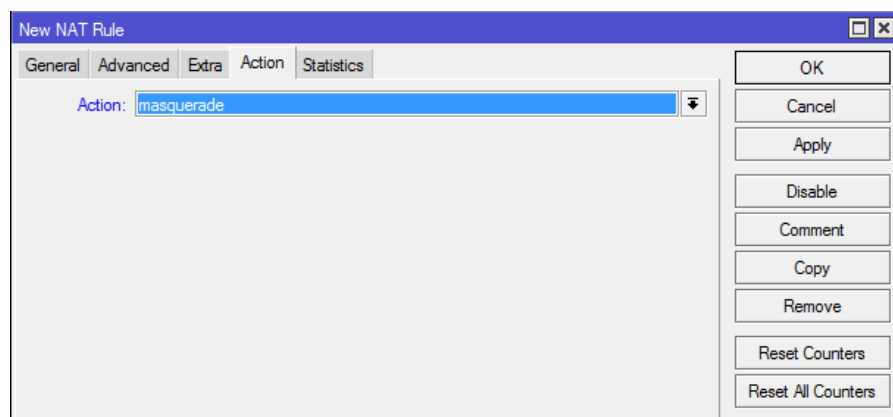 New NAT Rule
General Advanced Extra Action Statistics
Action: masquerade
OK
Cancel
Apply
Disable
Comment
Copy
Remove
Reset Counters
Reset All Counters